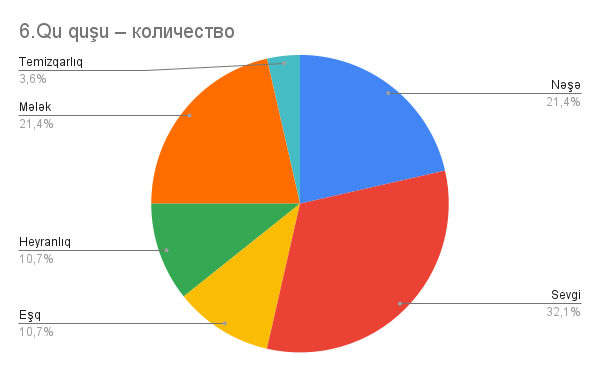 6.Qu quşu – количество
Temizqarlıq
3,6%
Mələk
21,4%
Heyranlıq
10,7%
Eşq
10,7%
Nəşə
21,4%
Sevgi
32,1%